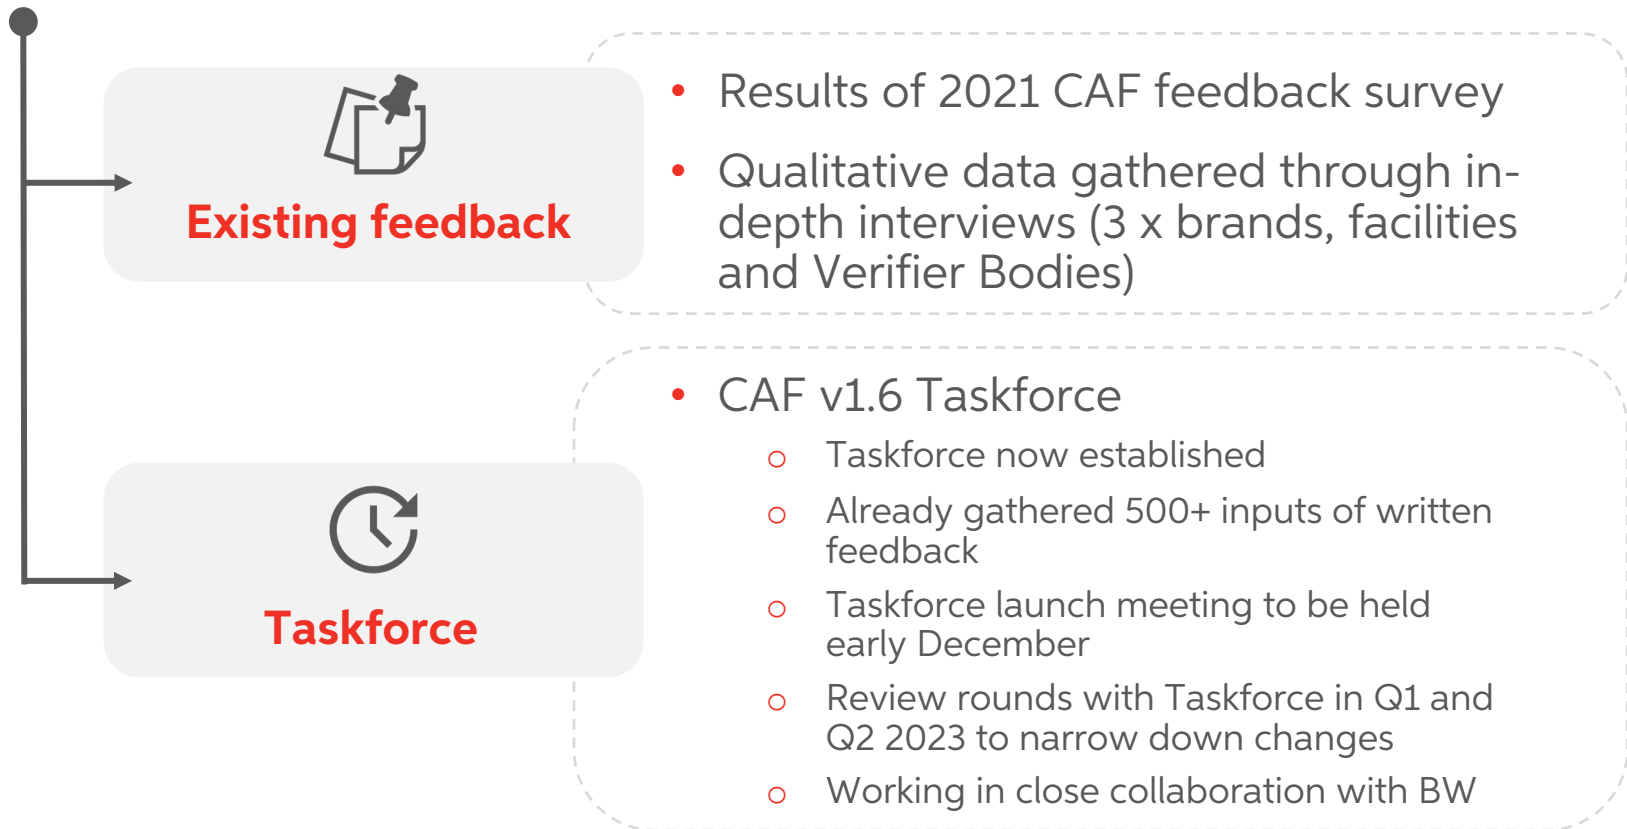 Existing feedback
• Results of 2021 CAF feedback survey
• Qualitative data gathered through in-
depth interviews (3 x brands, facilities
and Verifier Bodies)
Taskforce
• CAF v1.6 Taskforce
o Taskforce now established
o Already gathered 500+ inputs of written
feedback
o Taskforce launch meeting to be held
early December
o Review rounds with Taskforce in Q1 and
Q2 2023 to narrow down changes
o Working in close collaboration with BW